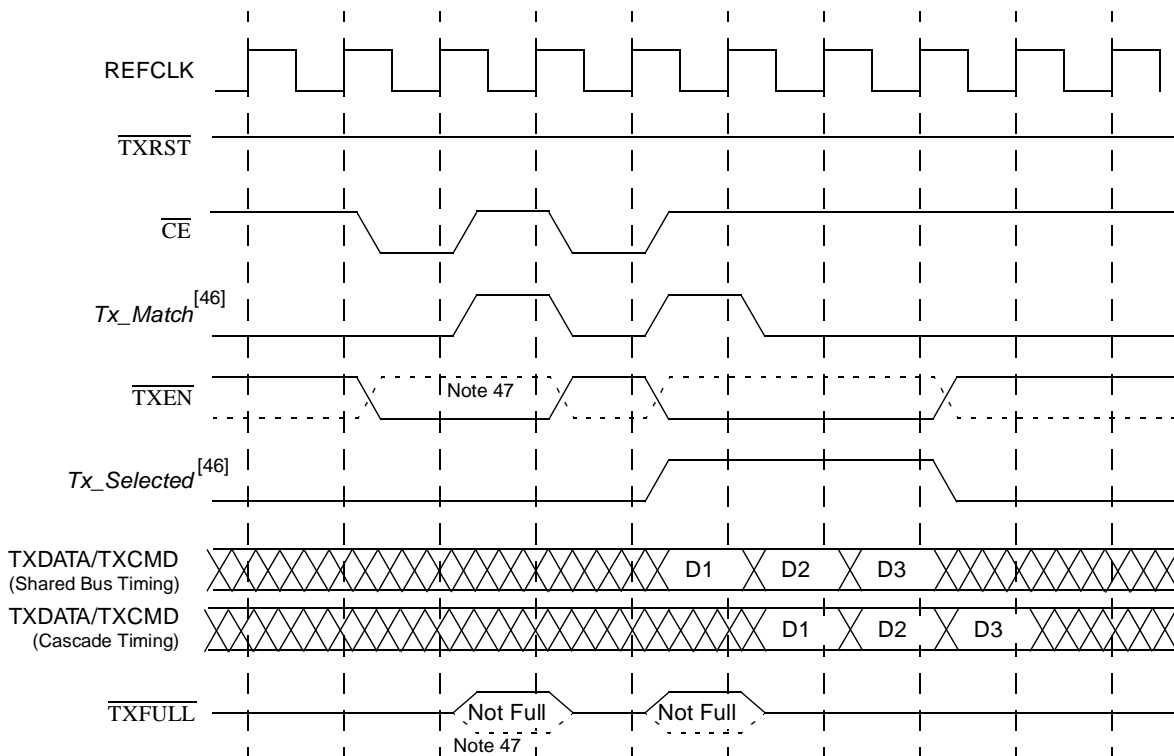 REFCLK
TXRST
CE
Tx_Match[46]
TXEN
Note 47
Tx_Selected[46]
TXDATA/TXCMD
(Shared Bus Timing)
D1 D2 D3
TXDATA/TXCMD
(Cascade Timing)
D1 D2 D3
TXFULL
Not Full Not Full
Note 47